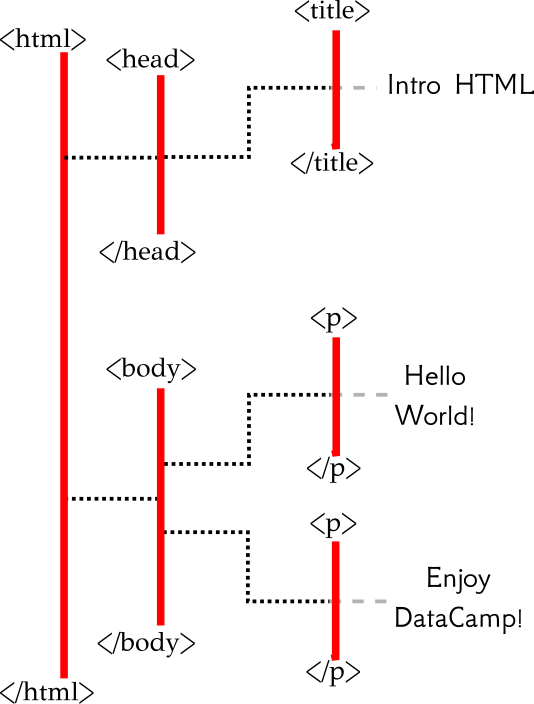 <title>
<html>
<head>
Intro HTML
</title>
</head>
<p>
<body>
Hello
World!
</p>
<p>
Enjoy
DataCamp!
</body>
</p>
</html>